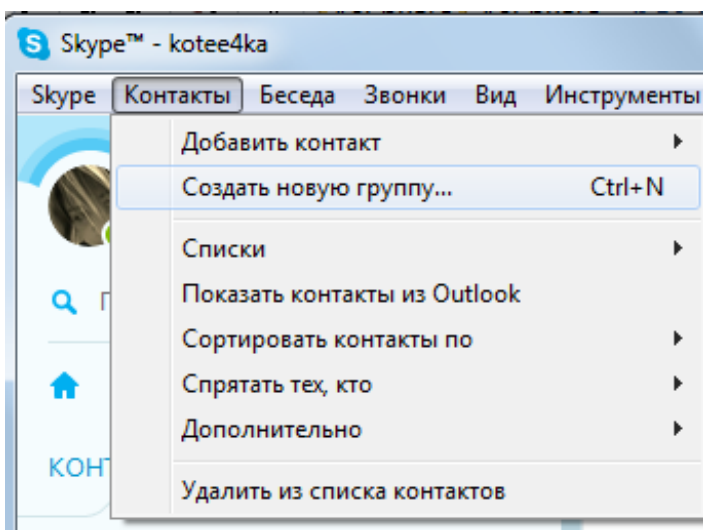 Skype™ - kotee4ka
Skype Контакты Беседа Звонки Вид Инструменты
Добавить контакт
Создать новую группу... Ctrl+N
Списки
Показать контакты из Outlook
Сортировать контакты по
Спрятать тех, кто
Дополнительно
КОН
Удалить из списка контактов